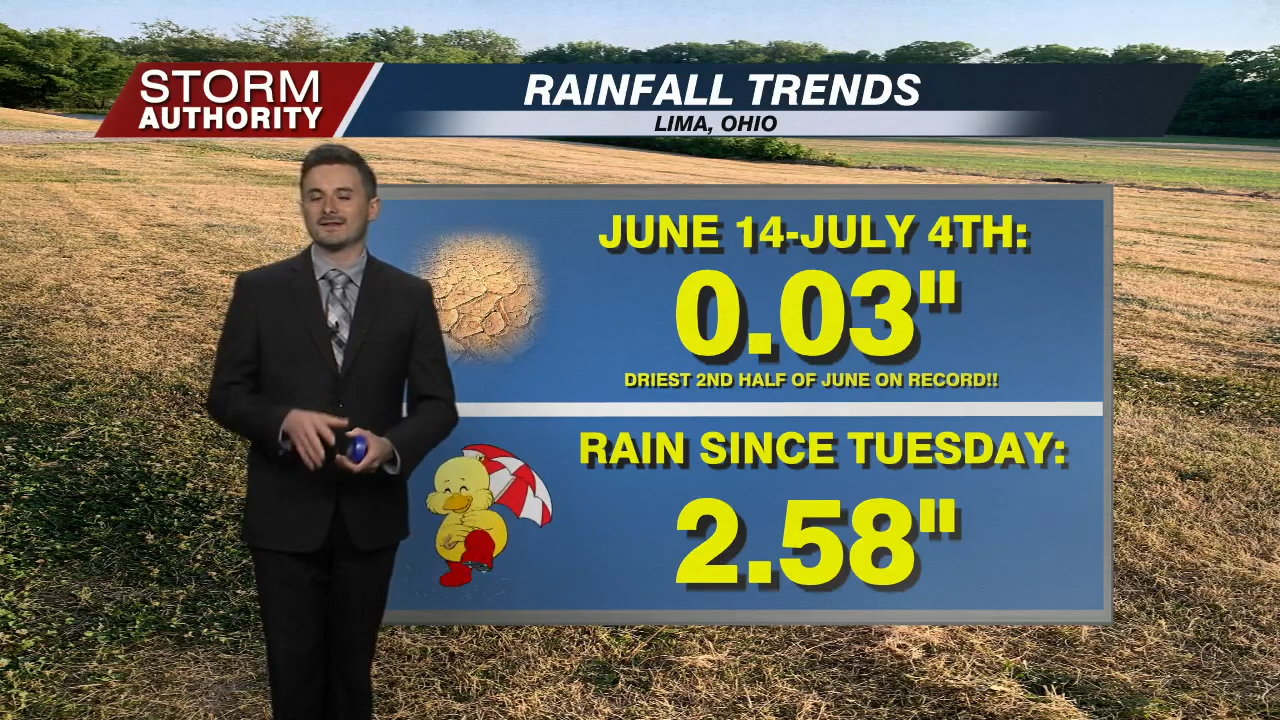 STORM
AUTHORITY
RAINFALL TRENDS
LIMA, OHIO
JUNE 14-JULY 4TH:
0.03"
DRIEST 2ND HALF OF JUNE ON RECORD!!
RAIN SINCE TUESDAY:
2.58"